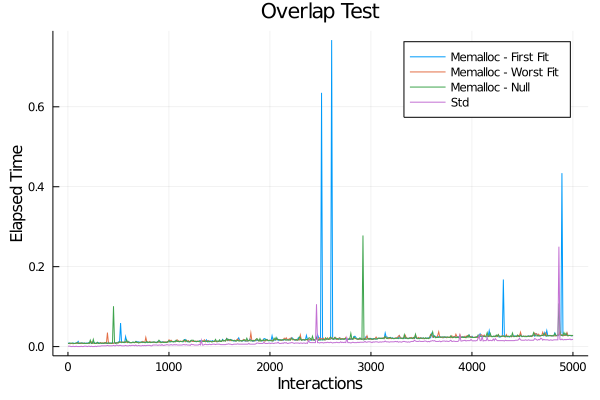 Overlap Test
Memalloc - First Fit
Memalloc - Worst Fit
Memalloc - Null
Std
Elapsed Time
0.6
0.4
0.2
0.0
0 1000 2000 3000 4000 5000
Interactions